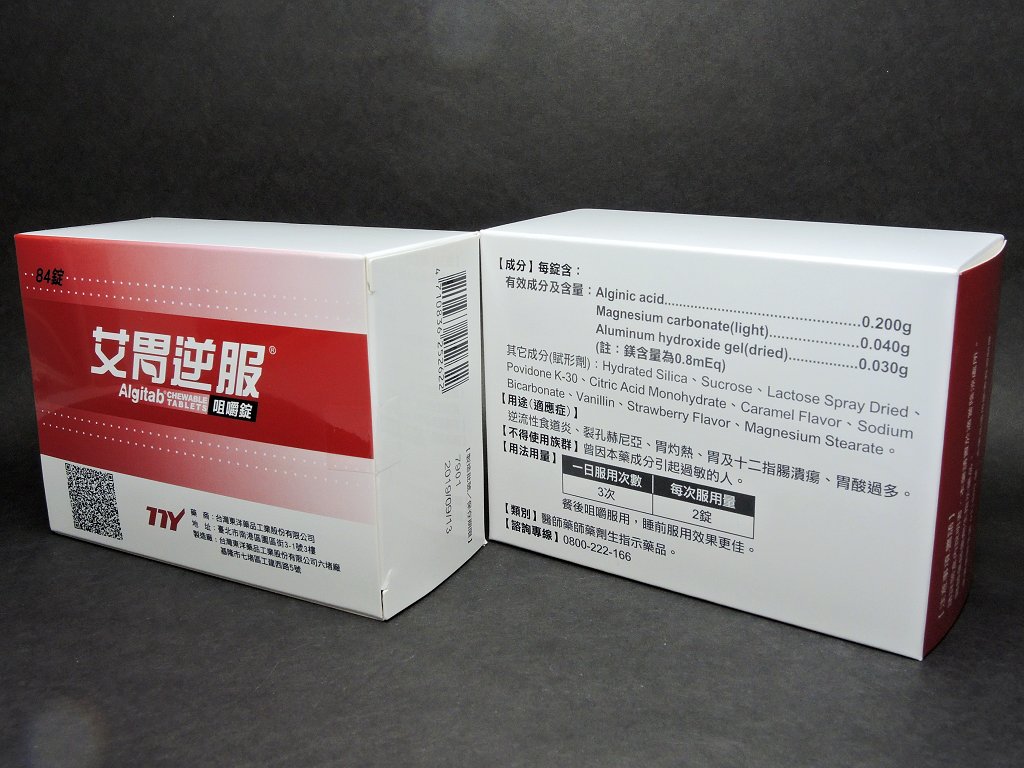 84錠
艾胃逆服®
Algitab® CHEWABLE TABLETS 咀嚼錠
TTY
藥 商：台灣東洋藥品工業股份有限公司
地 址：臺北市南港區園區街3-1號3樓
製造廠：台灣東洋藥品工業股份有限公司六堵廠
基隆市七堵區工建西路5號
4 710836 252622
7901
2019/09/13
【成分】每錠含：
有效成分及含量：Alginic acid...0.200g
Magnesium carbonate(light)...0.040g
Aluminum hydroxide gel(dried)...0.030g
(註：鎂含量為0.8mEq)
其它成分(賦形劑)：Hydrated Silica、Sucrose、Lactose Spray Dried、
Povidone K-30、Citric Acid Monohydrate、Caramel Flavor、Sodium
Bicarbonate、Vanillin、Strawberry Flavor、Magnesium Stearate。
【用途(適應症)】
逆流性食道炎、裂孔赫尼亞、胃灼熱、胃及十二指腸潰瘍、胃酸過多。
【不得使用族群】曾因本藥成分引起過敏的人。
【用法用量】
一日服用次數 每次服用量
3次 2錠
餐後咀嚼服用，睡前服用效果更佳。
【類別】醫師藥師藥劑生指示藥品。
【諮詢專線】0800-222-166